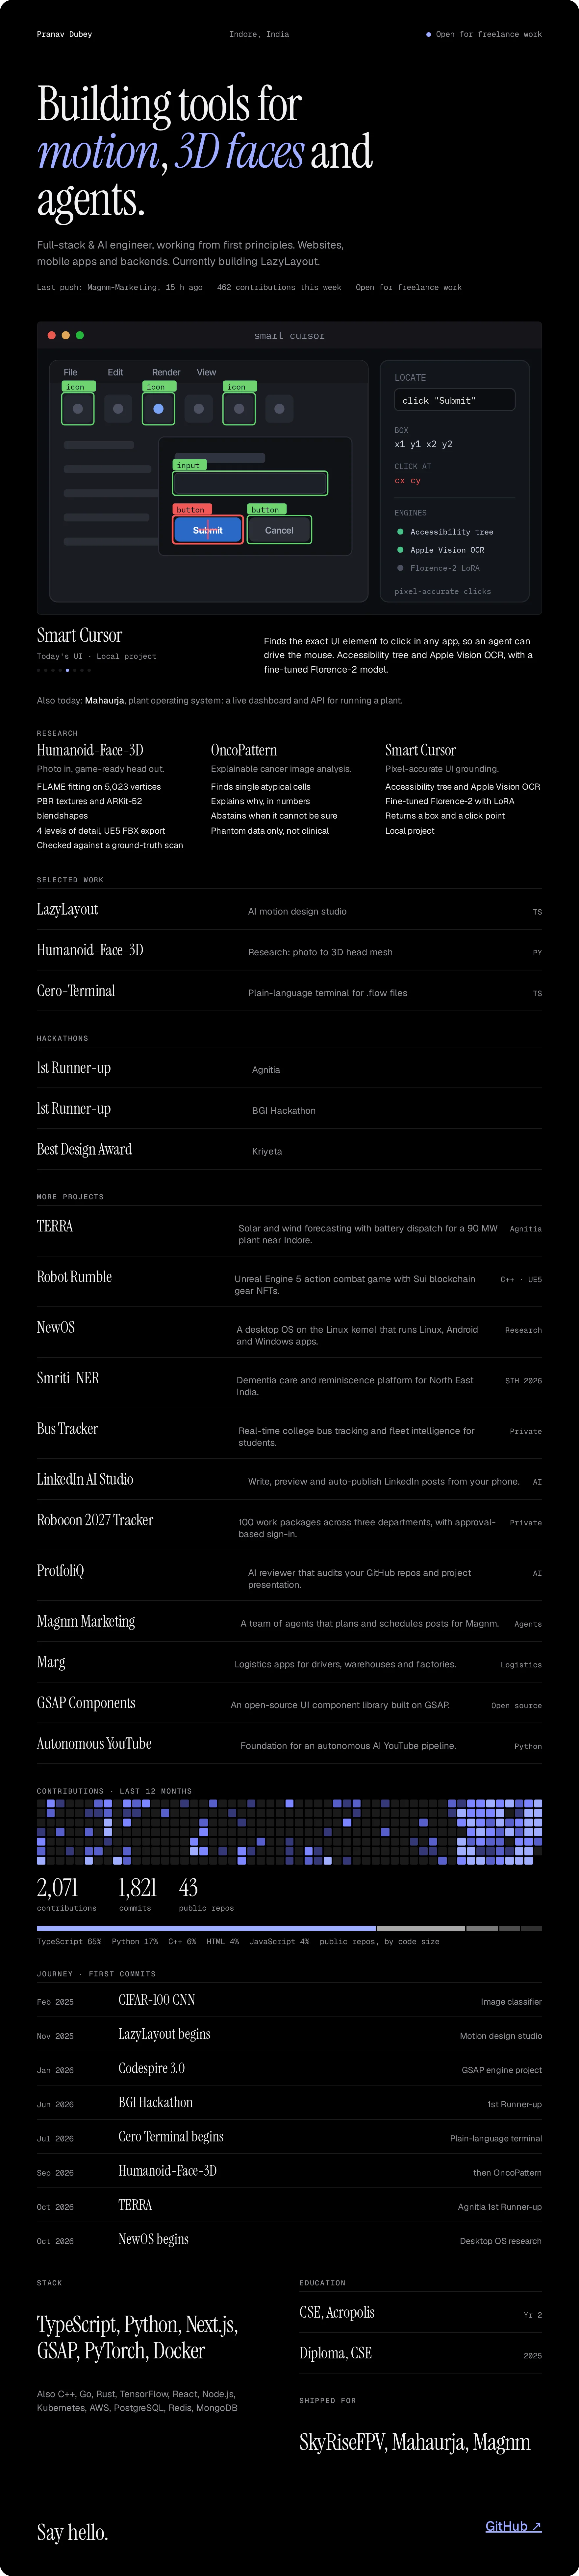 Pranav Dubey
Indore, India
Open for freelance work
Building tools for
motion, 3D faces and
agents.
Full-stack & AI engineer, working from first principles. Websites,
mobile apps and backends. Currently building LazyLayout.
Last push: Magnm-Marketing, 15 h ago
462 contributions this week
Open for freelance work
smart cursor
File
Edit
Render
View
icon
icon
icon
input
button
button
Submit
Cancel
LOCATE
click "Submit"
BOX
x1 y1 x2 y2
CLICK AT
cx cy
ENGINES
Accessibility tree
Apple Vision OCR
Florence-2 LoRA
pixel-accurate clicks
Smart Cursor
Today's UI · Local project
Finds the exact UI element to click in any app, so an agent can
drive the mouse. Accessibility tree and Apple Vision OCR, with a
fine-tuned Florence-2 model.
Also today: Mahaurja, plant operating system: a live dashboard and API for running a plant.
RESEARCH
Humanoid-Face-3D
Photo in, game-ready head out.
FLAME fitting on 5,023 vertices
PBR textures and ARKit-52
blendshapes
4 levels of detail, UE5 FBX export
Checked against a ground-truth scan
OncoPattern
Explainable cancer image analysis.
Finds single atypical cells
Explains why, in numbers
Abstains when it cannot be sure
Phantom data only, not clinical
Smart Cursor
Pixel-accurate UI grounding.
Accessibility tree and Apple Vision OCR
Fine-tuned Florence-2 with LoRA
Returns a box and a click point
Local project
SELECTED WORK
LazyLayout
AI motion design studio
TS
Humanoid-Face-3D
Research: photo to 3D head mesh
PY
Cero-Terminal
Plain-language terminal for .flow files
TS
HACKATHONS
1st Runner-up
Agnitia
1st Runner-up
BGI Hackathon
Best Design Award
Kriyeta
MORE PROJECTS
TERRA
Solar and wind forecasting with battery dispatch for a 90 MW
plant near Indore.
Agnitia
Robot Rumble
Unreal Engine 5 action combat game with Sui blockchain
gear NFTs.
C++ · UE5
NewOS
A desktop OS on the Linux kernel that runs Linux, Android
and Windows apps.
Research
Smriti-NER
Dementia care and reminiscence platform for North East
India.
SIH 2026
Bus Tracker
Real-time college bus tracking and fleet intelligence for
students.
Private
LinkedIn AI Studio
Write, preview and auto-publish LinkedIn posts from your phone.
AI
Robocon 2027 Tracker
100 work packages across three departments, with approval-
based sign-in.
Private
ProtfoliQ
AI reviewer that audits your GitHub repos and project
presentation.
AI
Magnm Marketing
A team of agents that plans and schedules posts for Magnm.
Agents
Marg
Logistics apps for drivers, warehouses and factories.
Logistics
GSAP Components
An open-source UI component library built on GSAP.
Open source
Autonomous YouTube
Foundation for an autonomous AI YouTube pipeline.
Python
CONTRIBUTIONS · LAST 12 MONTHS
2,071
contributions
1,821
commits
43
public repos
TypeScript 65% Python 17% C++ 6% HTML 4% JavaScript 4% public repos, by code size
JOURNEY · FIRST COMMITS
Feb 2025
CIFAR-100 CNN
Image classifier
Nov 2025
LazyLayout begins
Motion design studio
Jan 2026
Codespire 3.0
GSAP engine project
Jun 2026
BGI Hackathon
1st Runner-up
Jul 2026
Cero Terminal begins
Plain-language terminal
Sep 2026
Humanoid-Face-3D
then OncoPattern
Oct 2026
TERRA
Agnitia 1st Runner-up
Oct 2026
NewOS begins
Desktop OS research
STACK
TypeScript, Python, Next.js,
GSAP, PyTorch, Docker
Also C++, Go, Rust, TensorFlow, React, Node.js,
Kubernetes, AWS, PostgreSQL, Redis, MongoDB
EDUCATION
CSE, Acropolis
Yr 2
Diploma, CSE
2025
SHIPPED FOR
SkyRiseFPV, Mahaurja, Magnm
Say hello.
GitHub ↗